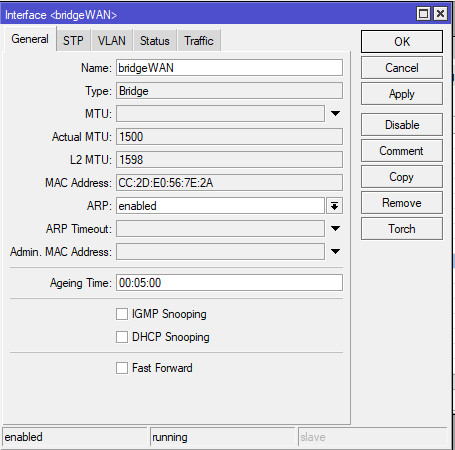 Interface <bridgeWAN>
General STP VLAN Status Traffic
OK
Name: bridgeWAN
Cancel
Type: Bridge
Apply
MTU:
Actual MTU: 1500
Disable
L2 MTU: 1598
Comment
MAC Address: CC:2D:E0:56:7E:2A
Copy
ARP: enabled
Remove
ARP Timeout:
Torch
Admin. MAC Address:
Ageing Time: 00:05:00
IGMP Snooping
DHCP Snooping
Fast Forward
enabled running slave